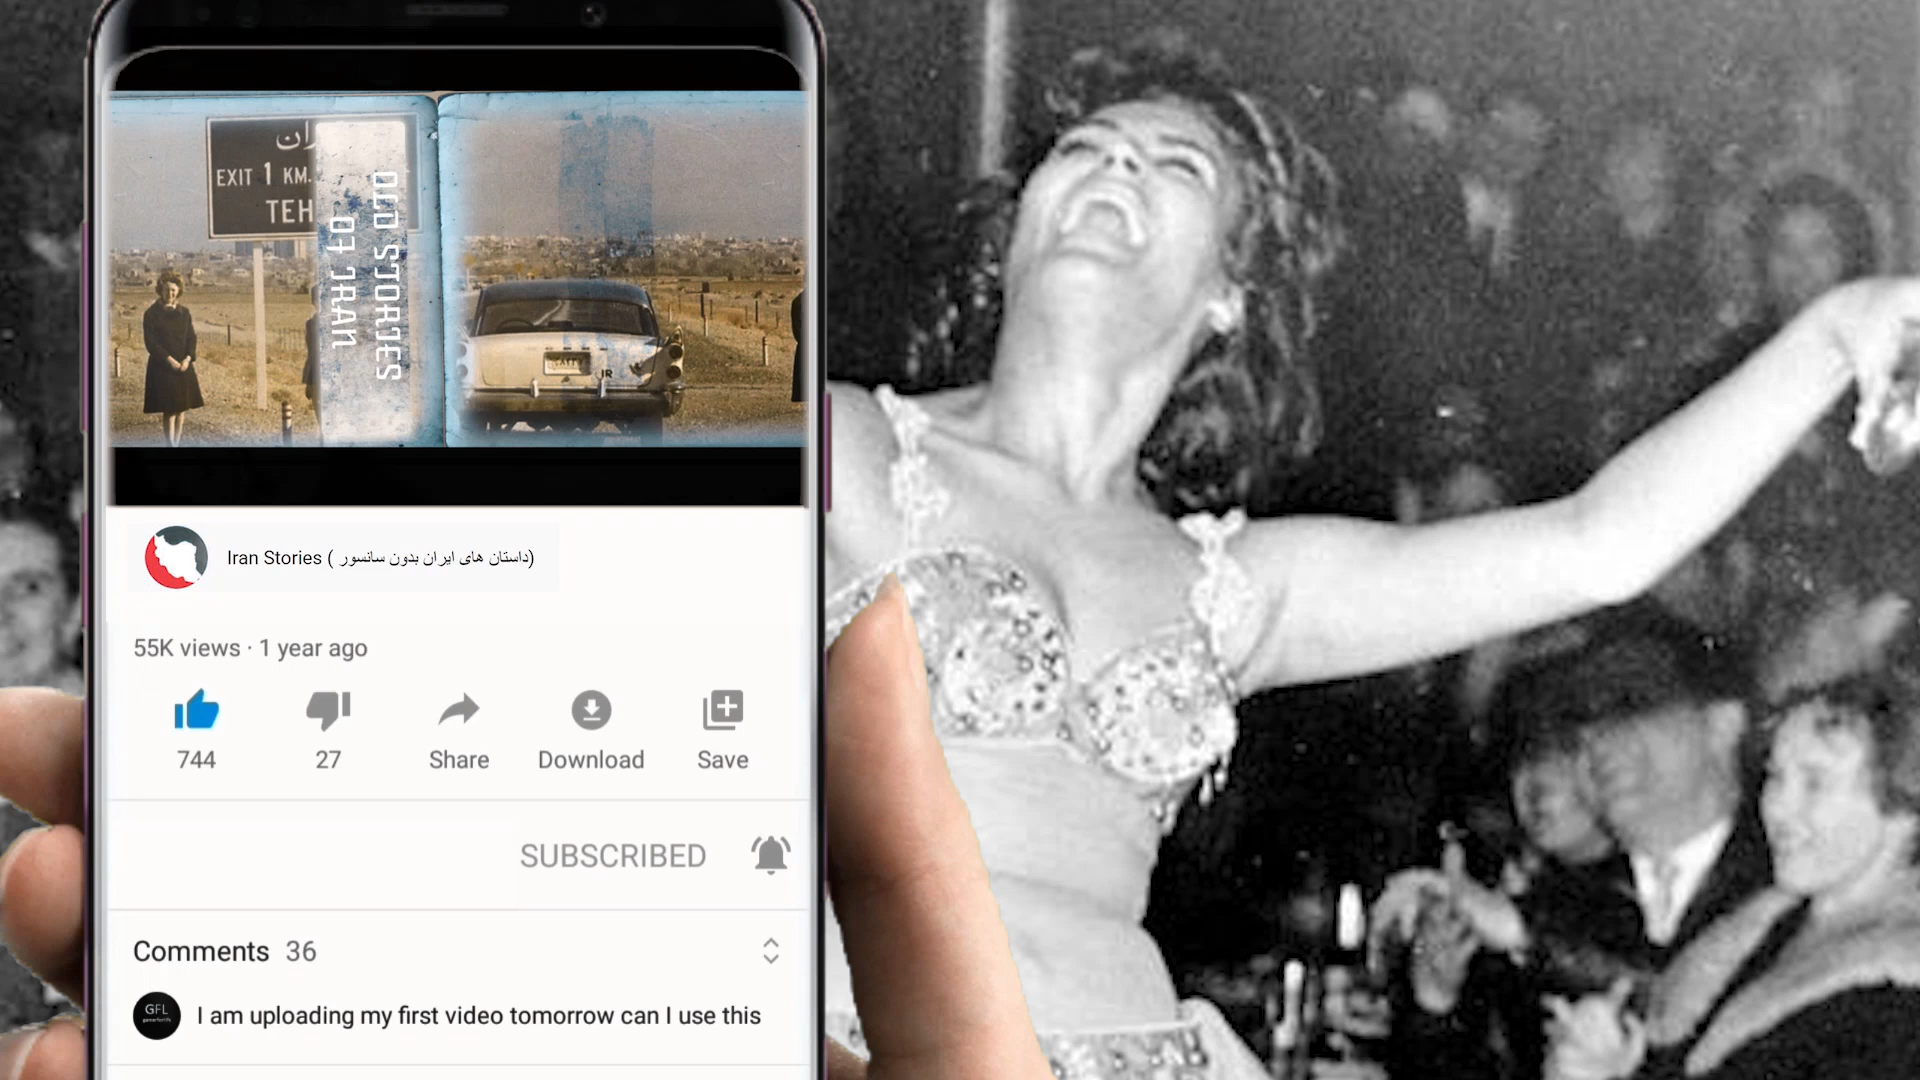 ران
EXIT 1 KM.
TEH
OLD STORIES
OF IRAN
JR
Iran Stories ( داستان های ایران بدون سانسور)
55K views · 1 year ago
744
27
Share
Download
Save
SUBSCRIBED
Comments 36
GFL
I am uploading my first video tomorrow can I use this